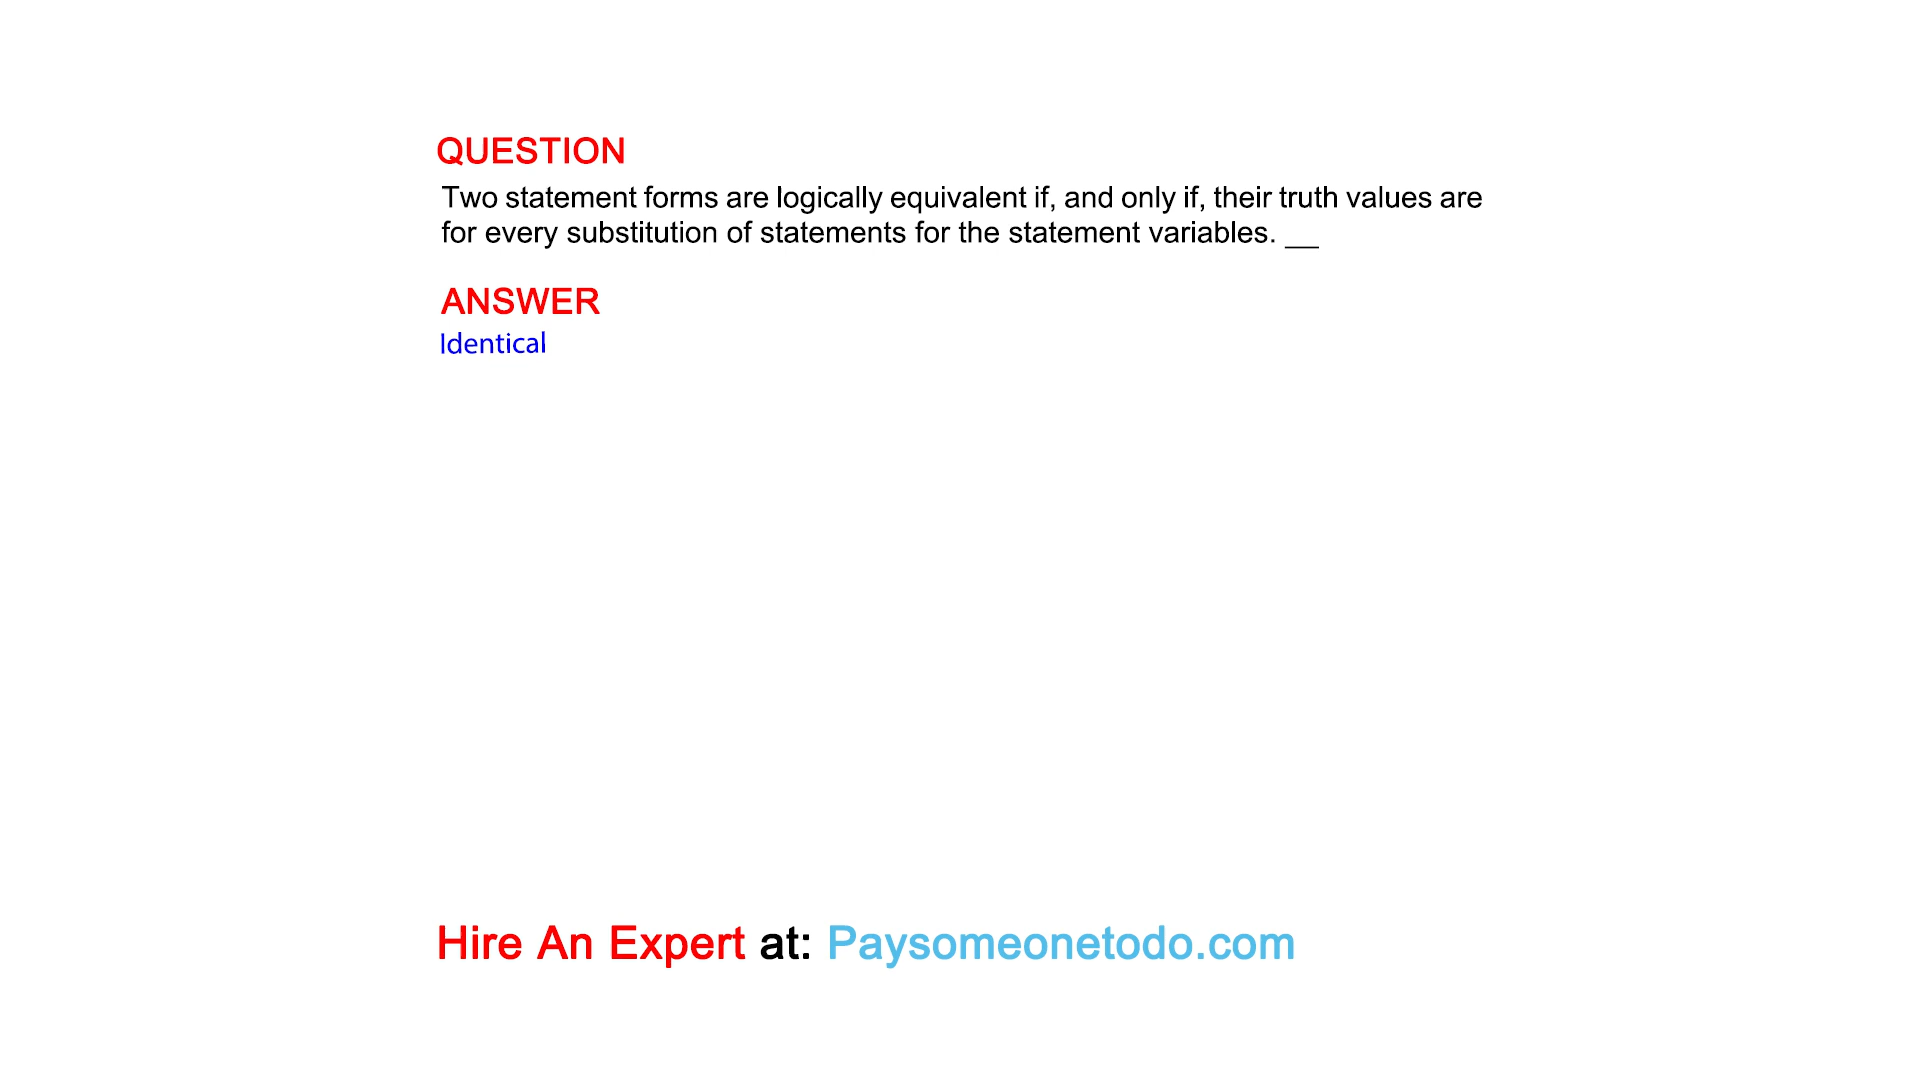 QUESTION
Two statement forms are logically equivalent if, and only if, their truth values are
for every substitution of statements for the statement variables. __
ANSWER
Identical
Hire An Expert at: Paysomeonetodo.com